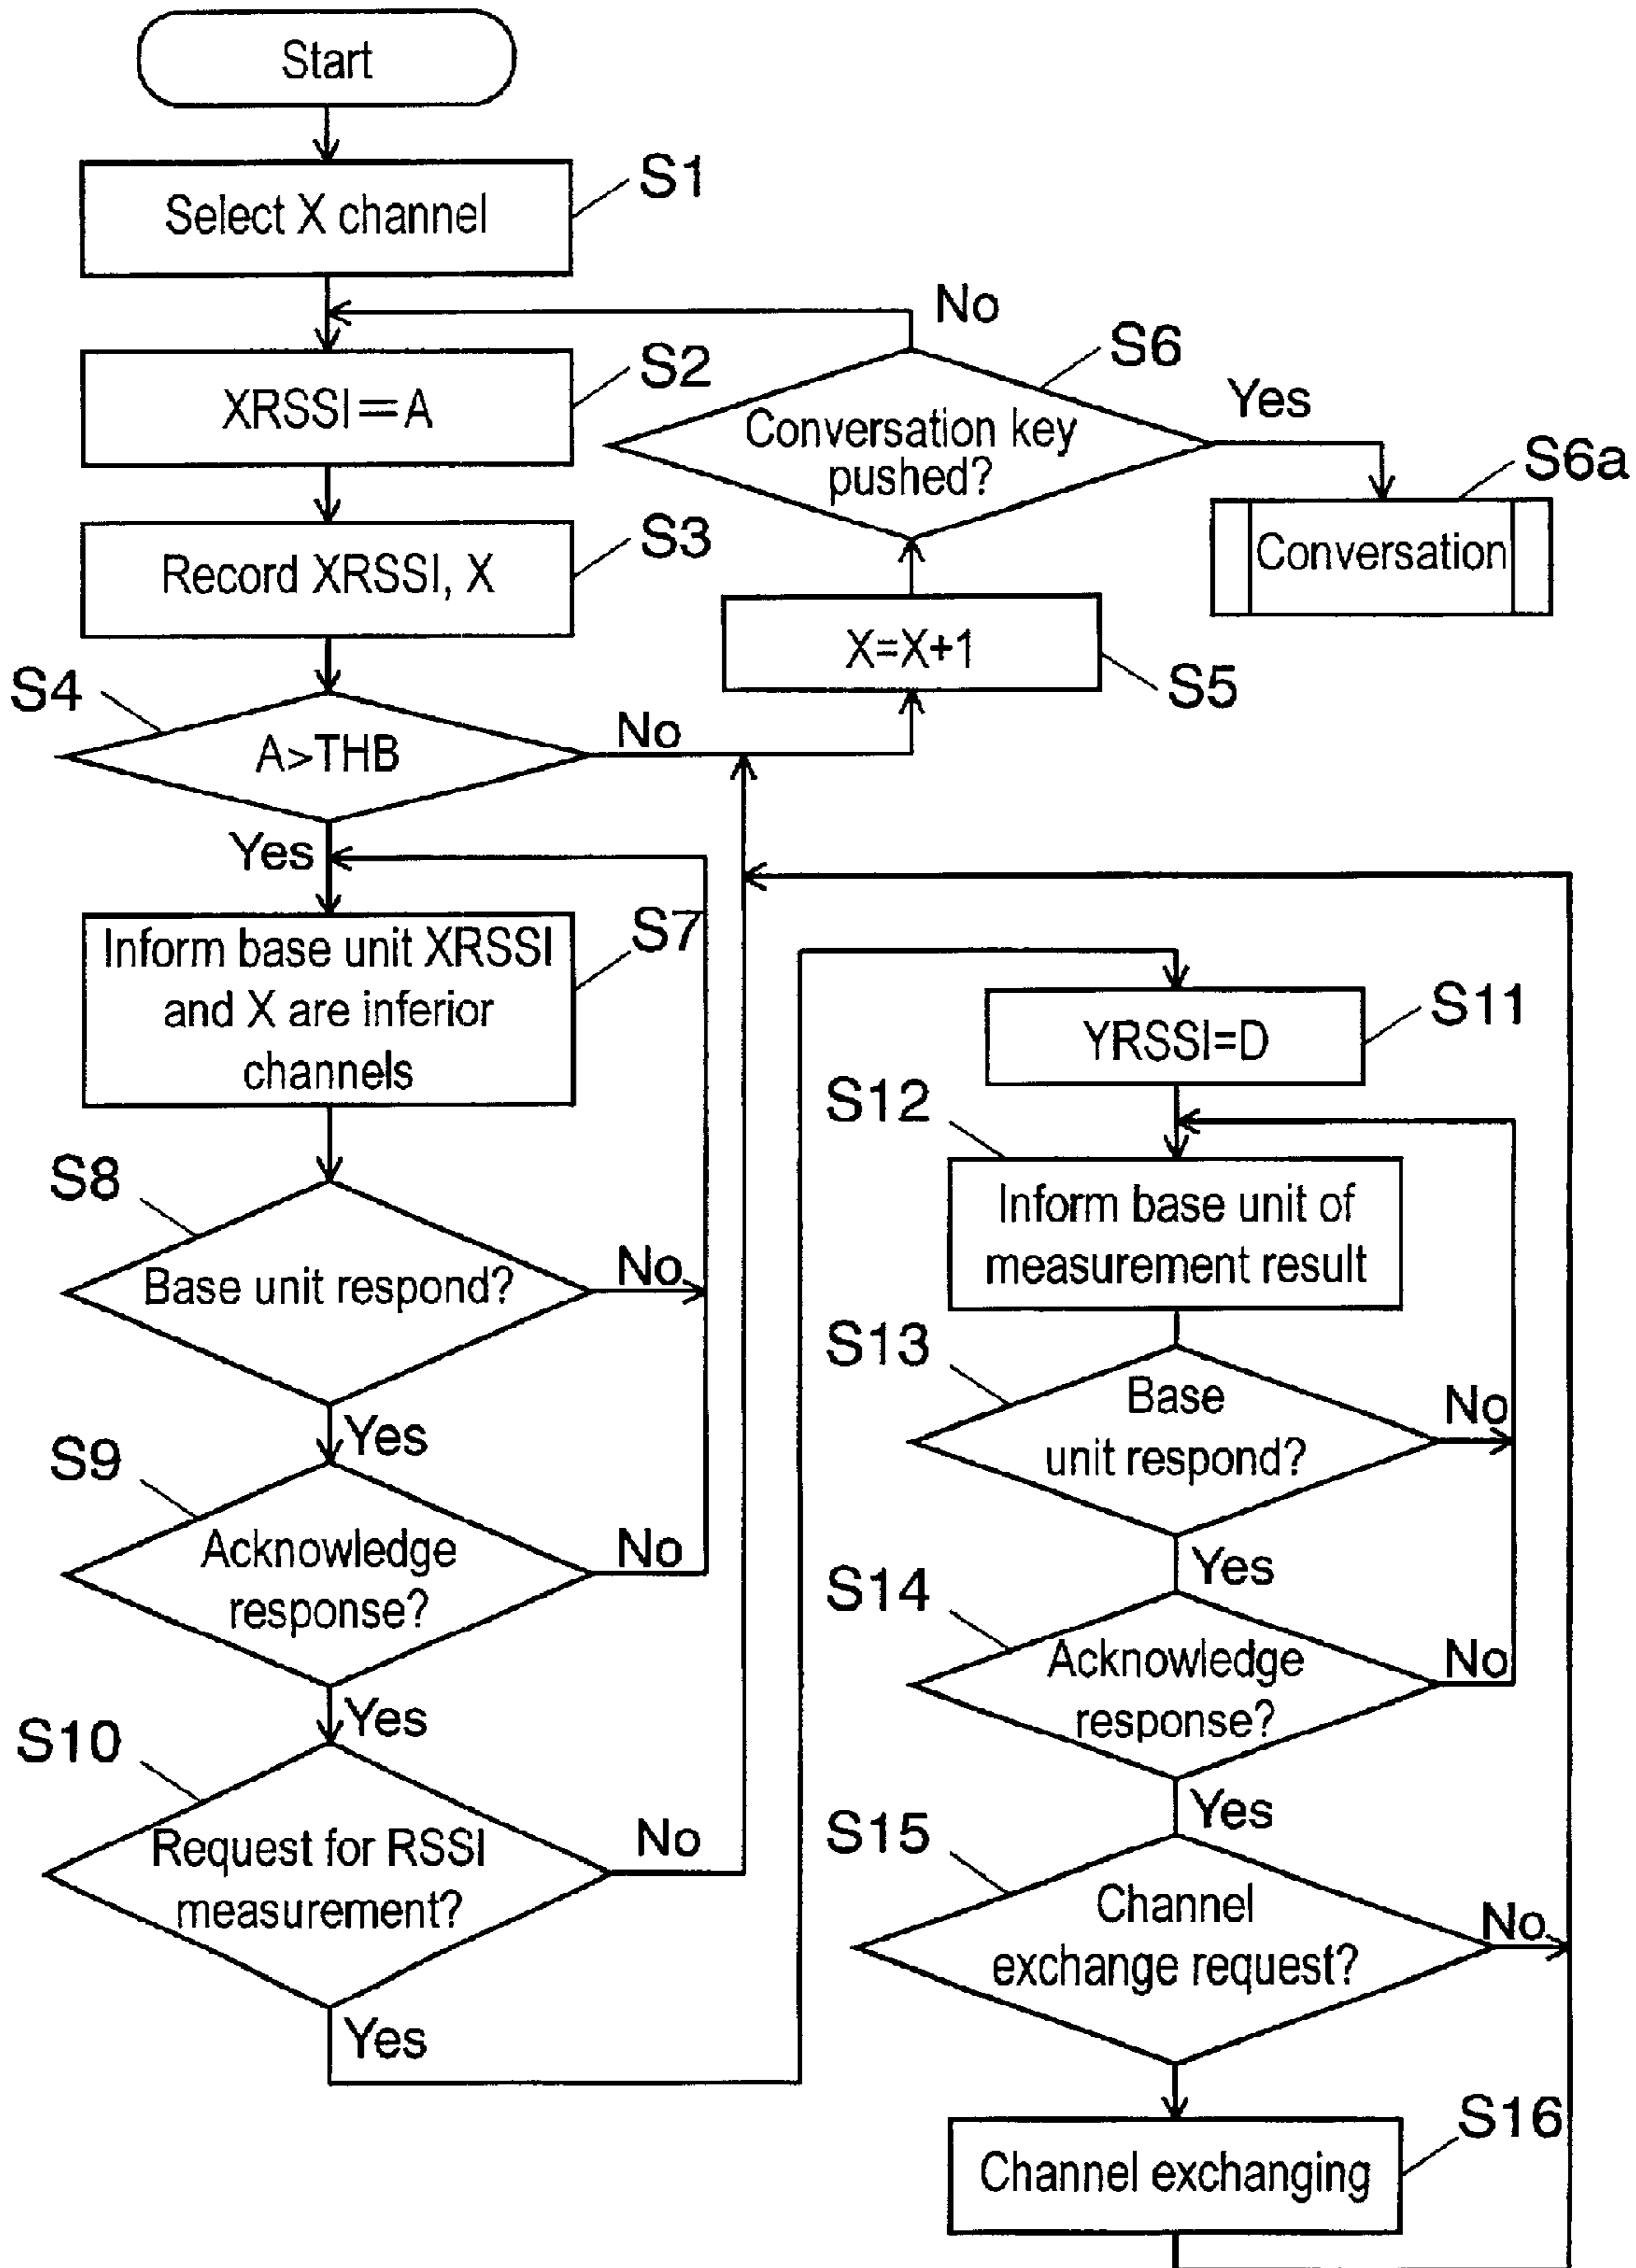 Start
S1
Select X channel
No
S6
S2
XRSSI=A
Conversation key
pushed?
Yes
S6a
Conversation
S3
Record XRSSI, X
X=X+1
S5
S4
A>THB
No
Yes
S7
Inform base unit XRSSI
and X are inferior
channels
S11
YRSSI=D
S12
Inform base unit of
measurement result
S8
Base unit respond?
No
Yes
S13
Base
unit respond?
No
Yes
S9
Acknowledge
response?
No
Yes
S14
Acknowledge
response?
No
Yes
S10
Request for RSSI
measurement?
No
Yes
S15
Channel
exchange request?
No
S16
Channel exchanging